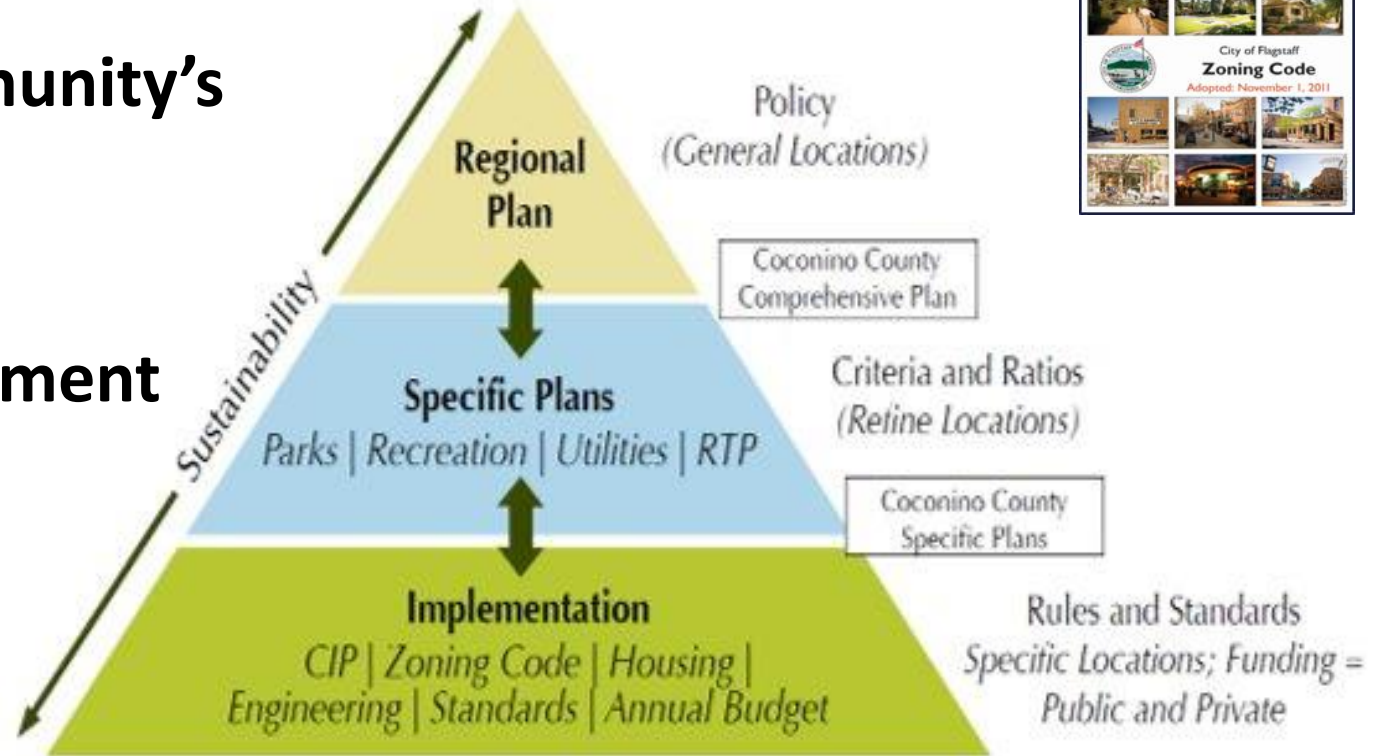 munity's
ment
Sustainability
Regional
Plan
Policy
(General Locations)
City of Flagstaff
Zoning Code
Adopted: November 1, 2011
Coconino County
Comprehensive Plan
Specific Plans
Parks | Recreation | Utilities | RTP
Criteria and Ratios
(Refine Locations)
Coconino County
Specific Plans
Implementation
CIP | Zoning Code | Housing |
Engineering | Standards | Annual Budget
Rules and Standards
Specific Locations; Funding =
Public and Private